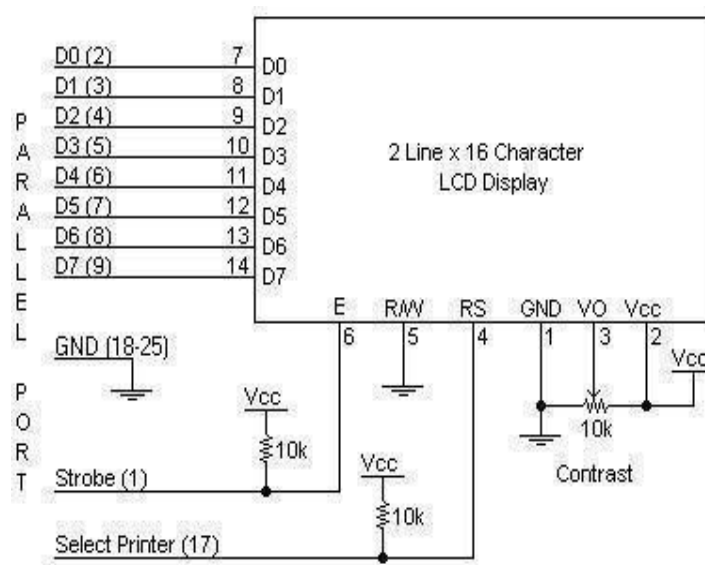 D0 (2) 7 D0
D1 (3) 8 D1
D2 (4) 9 D2
D3 (5) 10 D3
D4 (6) 11 D4
D5 (7) 12 D5
D6 (8) 13 D6
D7 (9) 14 D7
PARALLEL PORT
2 Line x 16 Character
LCD Display
E R/W RS GND VO Vcc
6 5 4 1 3 2
GND (18-25)
Vcc
Vcc
10k
10k
Contrast
Vcc
10k
Strobe (1)
Select Printer (17)